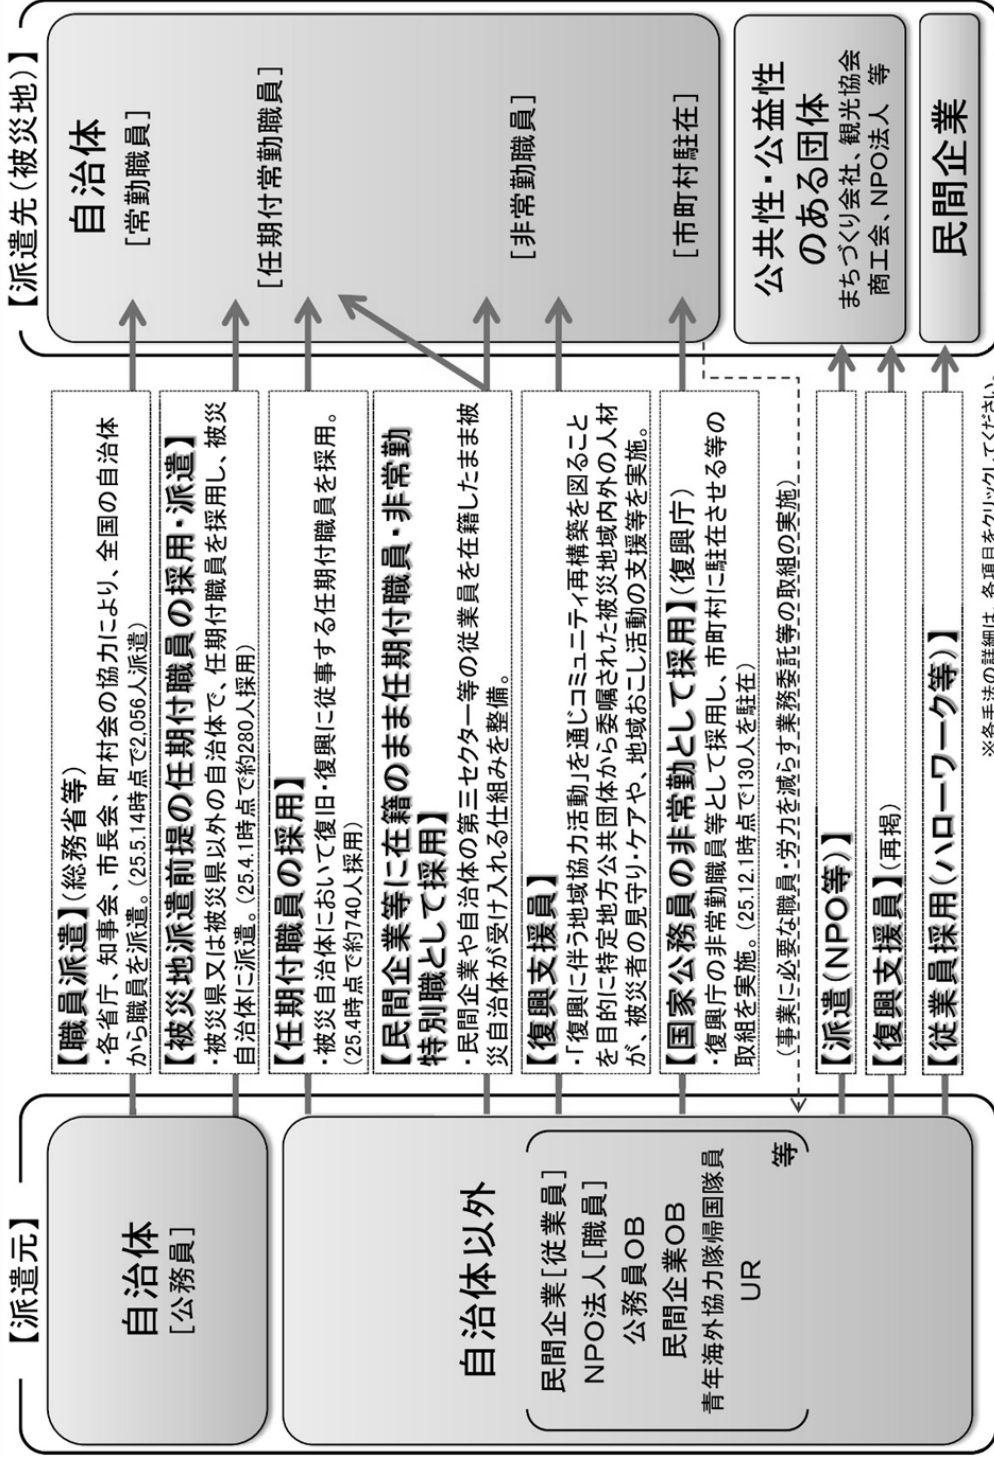 【派遣元】
自治体
[公務員]
自治体以外
民間企業[従業員]
NPO法人[職員]
公務員OB
民間企業OB
青年海外協力隊帰国隊員
UR
等
【職員派遣】(総務省等)
・各省庁、知事会、市長会、町村会の協力により、全国の自治体
から職員を派遣。(25.5.14時点で2,056人派遣)
【被災地派遣前提の任期付職員の採用・派遣】
・被災県又は被災県以外の自治体で、任期付職員を採用し、被災
自治体に派遣。(25.4.1時点で約280人採用)
【任期付職員の採用】
・被災自治体において復旧・復興に従事する任期付職員を採用。
(25.4時点で約740人採用)
【民間企業等に在籍のまま任期付職員・非常勤
特別職として採用】
・民間企業や自治体の第三セクター等の従業員を在籍したまま被
災自治体が受け入れる仕組みを整備。
【復興支援員】
・「復興に伴う地域協力活動」を通じコミュニティ再構築を図ること
を目的に特定地方公共団体から委嘱された被災地域内外の人材
が、被災者の見守り・ケアや、地域おこし活動の支援等を実施。
【国家公務員の非常勤として採用】(復興庁)
・復興庁の非常勤職員等として採用し、市町村に駐在させる等の
取組を実施。(25.12.1時点で130人を駐在)
(事業に必要な職員・労力を減らす業務委託等の取組の実施)
【派遣(NPO等)】
【復興支援員】(再掲)
【従業員採用(ハローワーク等)】
【派遣先(被災地)】
自治体
[常勤職員]
[任期付常勤職員]
[非常勤職員]
[市町村駐在]
公共性・公益性
のある団体
まちづくり会社、観光協会
商工会、NPO法人 等
民間企業
※各手法の詳細は、各項目をクリックしてください。